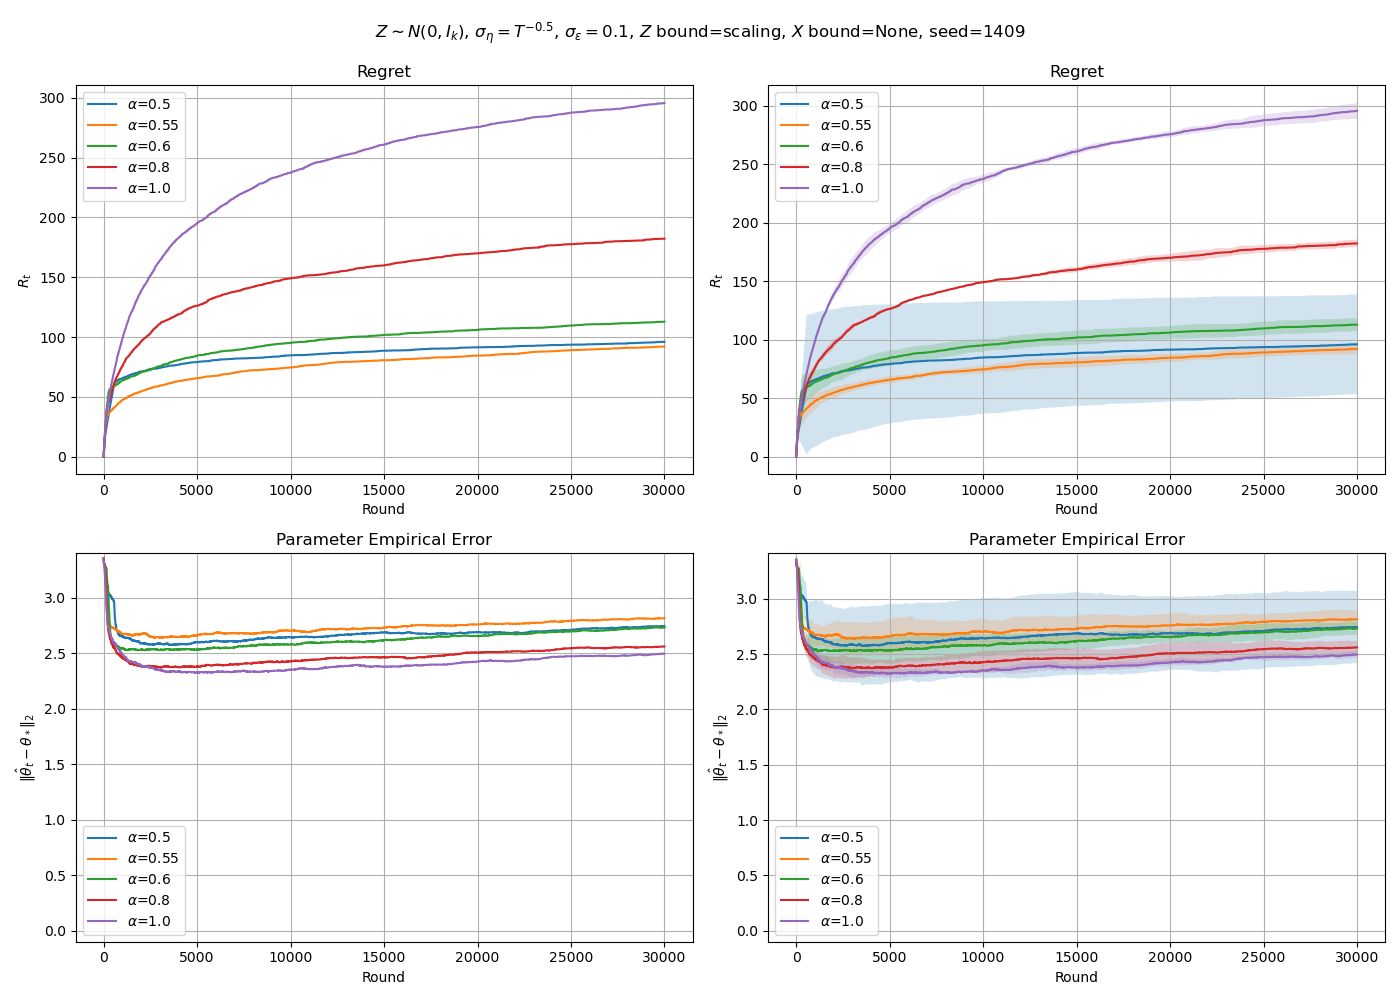 Z ∼ N(0, I_k), σ_η = T^{−0.5}, σ_ε = 0.1, Z bound=scaling, X bound=None, seed=1409
Regret
R_t
300
250
200
150
100
50
0
α=0.5
α=0.55
α=0.6
α=0.8
α=1.0
0 5000 10000 15000 20000 25000 30000
Round
Regret
R_t
300
250
200
150
100
50
0
α=0.5
α=0.55
α=0.6
α=0.8
α=1.0
0 5000 10000 15000 20000 25000 30000
Round
Parameter Empirical Error
‖θ̂_t − θ_*‖_2
3.0
2.5
2.0
1.5
1.0
0.5
0.0
α=0.5
α=0.55
α=0.6
α=0.8
α=1.0
0 5000 10000 15000 20000 25000 30000
Round
Parameter Empirical Error
‖θ̂_t − θ_*‖_2
3.0
2.5
2.0
1.5
1.0
0.5
0.0
α=0.5
α=0.55
α=0.6
α=0.8
α=1.0
0 5000 10000 15000 20000 25000 30000
Round